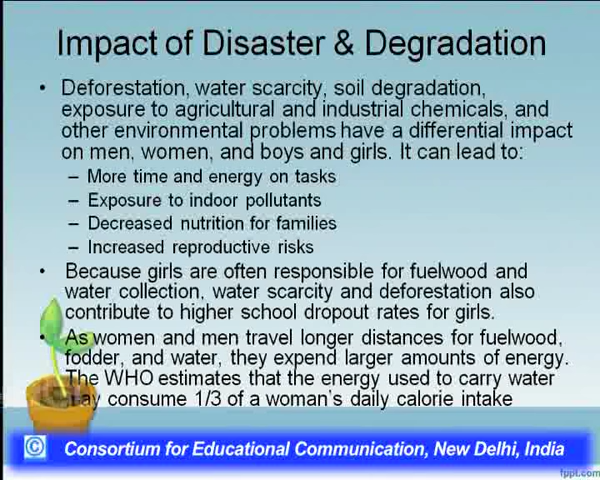 Impact of Disaster & Degradation
• Deforestation, water scarcity, soil degradation,
exposure to agricultural and industrial chemicals, and
other environmental problems have a differential impact
on men, women, and boys and girls. It can lead to:
– More time and energy on tasks
– Exposure to indoor pollutants
– Decreased nutrition for families
– Increased reproductive risks
• Because girls are often responsible for fuelwood and
water collection, water scarcity and deforestation also
contribute to higher school dropout rates for girls.
• As women and men travel longer distances for fuelwood,
fodder, and water, they expend larger amounts of energy.
The WHO estimates that the energy used to carry water
may consume 1/3 of a woman's daily calorie intake
© Consortium for Educational Communication, New Delhi, India
fppt.com